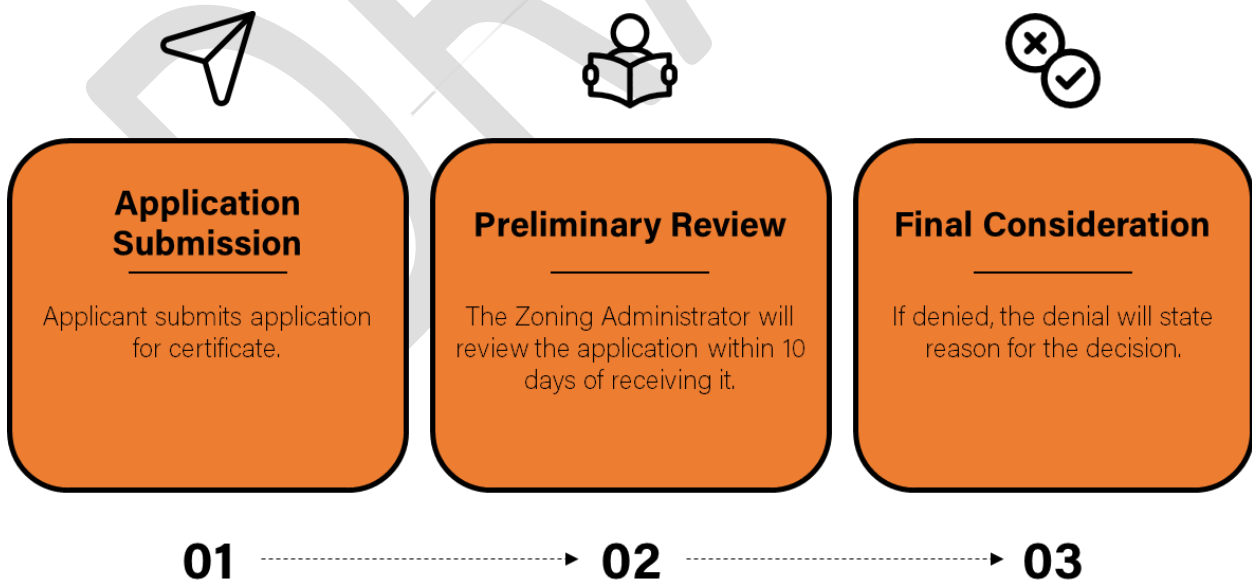 Application
Submission
Applicant submits application
for certificate.
Preliminary Review
The Zoning Administrator will
review the application within 10
days of receiving it.
Final Consideration
If denied, the denial will state
reason for the decision.
01
02
03